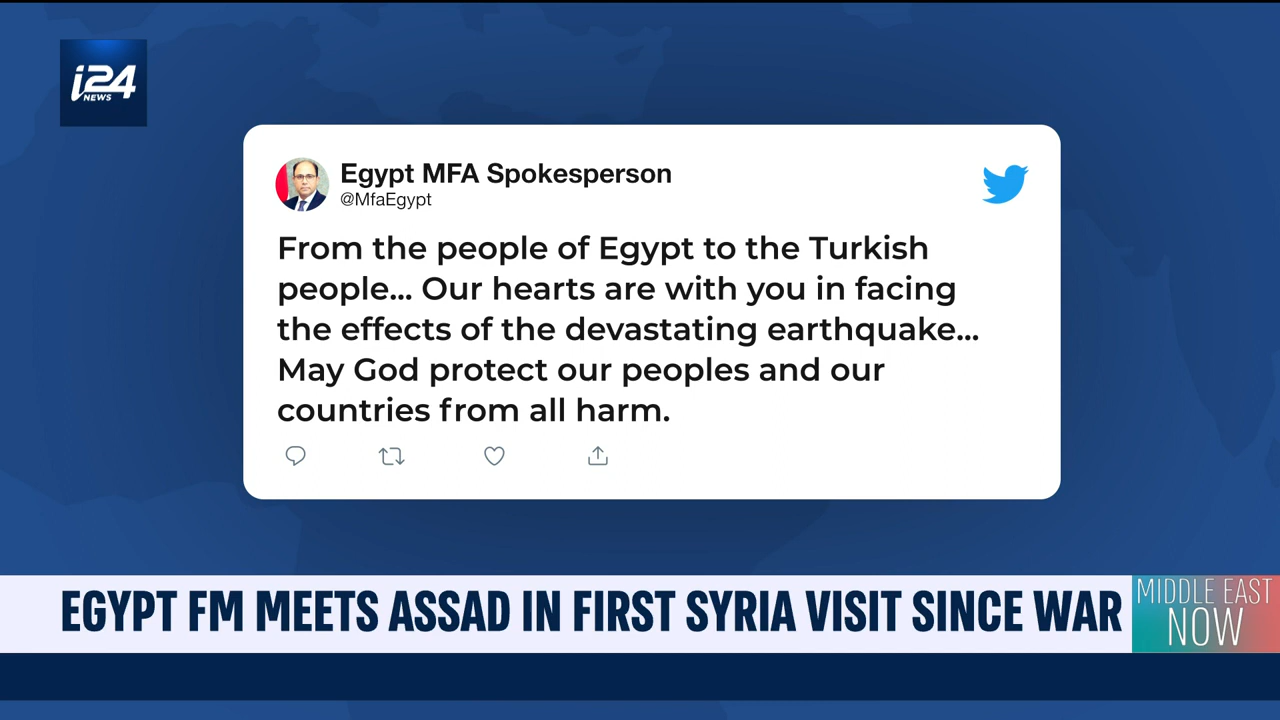 i24
NEWS
Egypt MFA Spokesperson
@MfaEgypt
From the people of Egypt to the Turkish
people... Our hearts are with you in facing
the effects of the devastating earthquake...
May God protect our peoples and our
countries from all harm.
EGYPT FM MEETS ASSAD IN FIRST SYRIA VISIT SINCE WAR
MIDDLE EAST
NOW